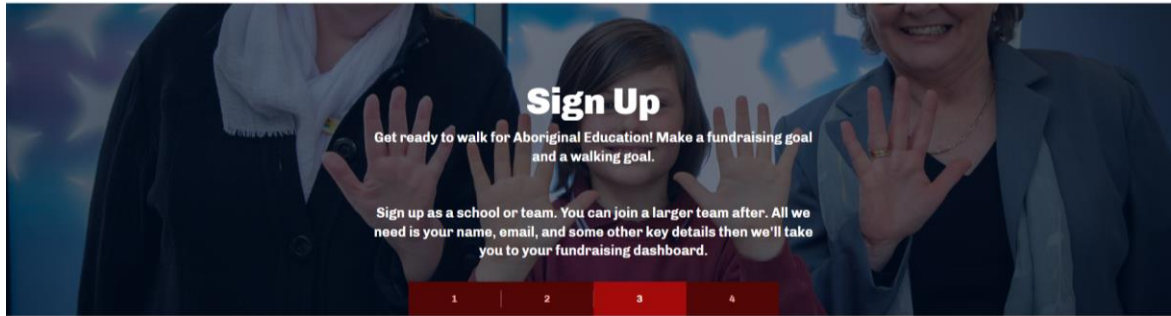 Sign Up
Get ready to walk for Aboriginal Education! Make a fundraising goal
and a walking goal.
Sign up as a school or team. You can join a larger team after. All we
need is your name, email, and some other key details then we'll take
you to your fundraising dashboard.
1 2 3 4